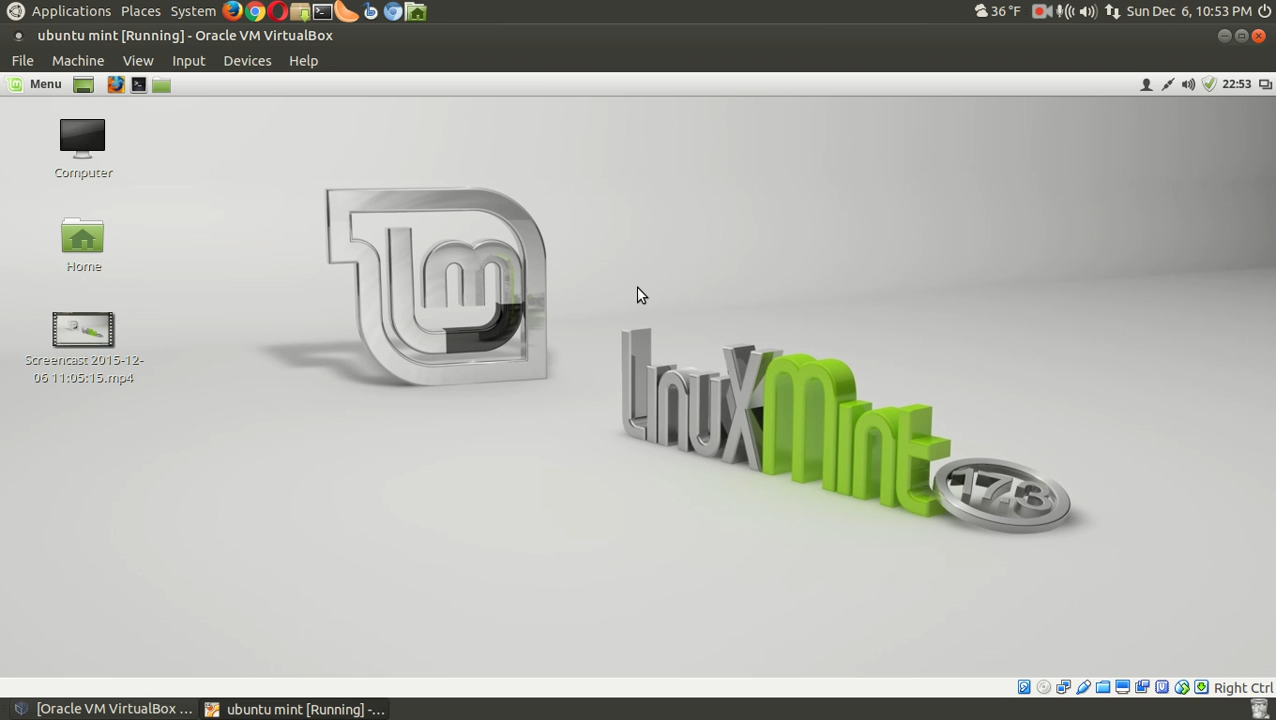 Applications Places System 36 °F Sun Dec 6, 10:53 PM
ubuntu mint [Running] - Oracle VM VirtualBox
File Machine View Input Devices Help
Menu 22:53
Computer
Home
Screencast 2015-12-
06 11:05:15.mp4
lm
LinuxMint
17.3
Right Ctrl
[Oracle VM VirtualBox ... ubuntu mint [Running] -...